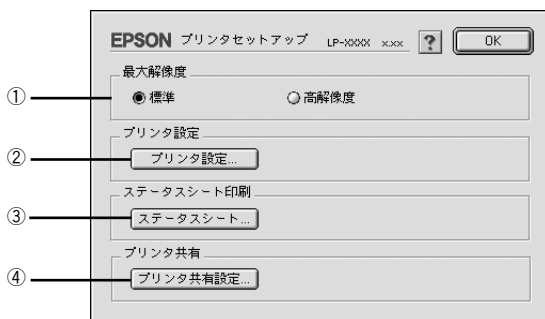 EPSON プリンタセットアップ LP-XXXX x.xx ? OK
最大解像度
① 標準 高解像度
プリンタ設定
② プリンタ設定...
ステータスシート印刷
③ ステータスシート...
プリンタ共有
④ プリンタ共有設定...